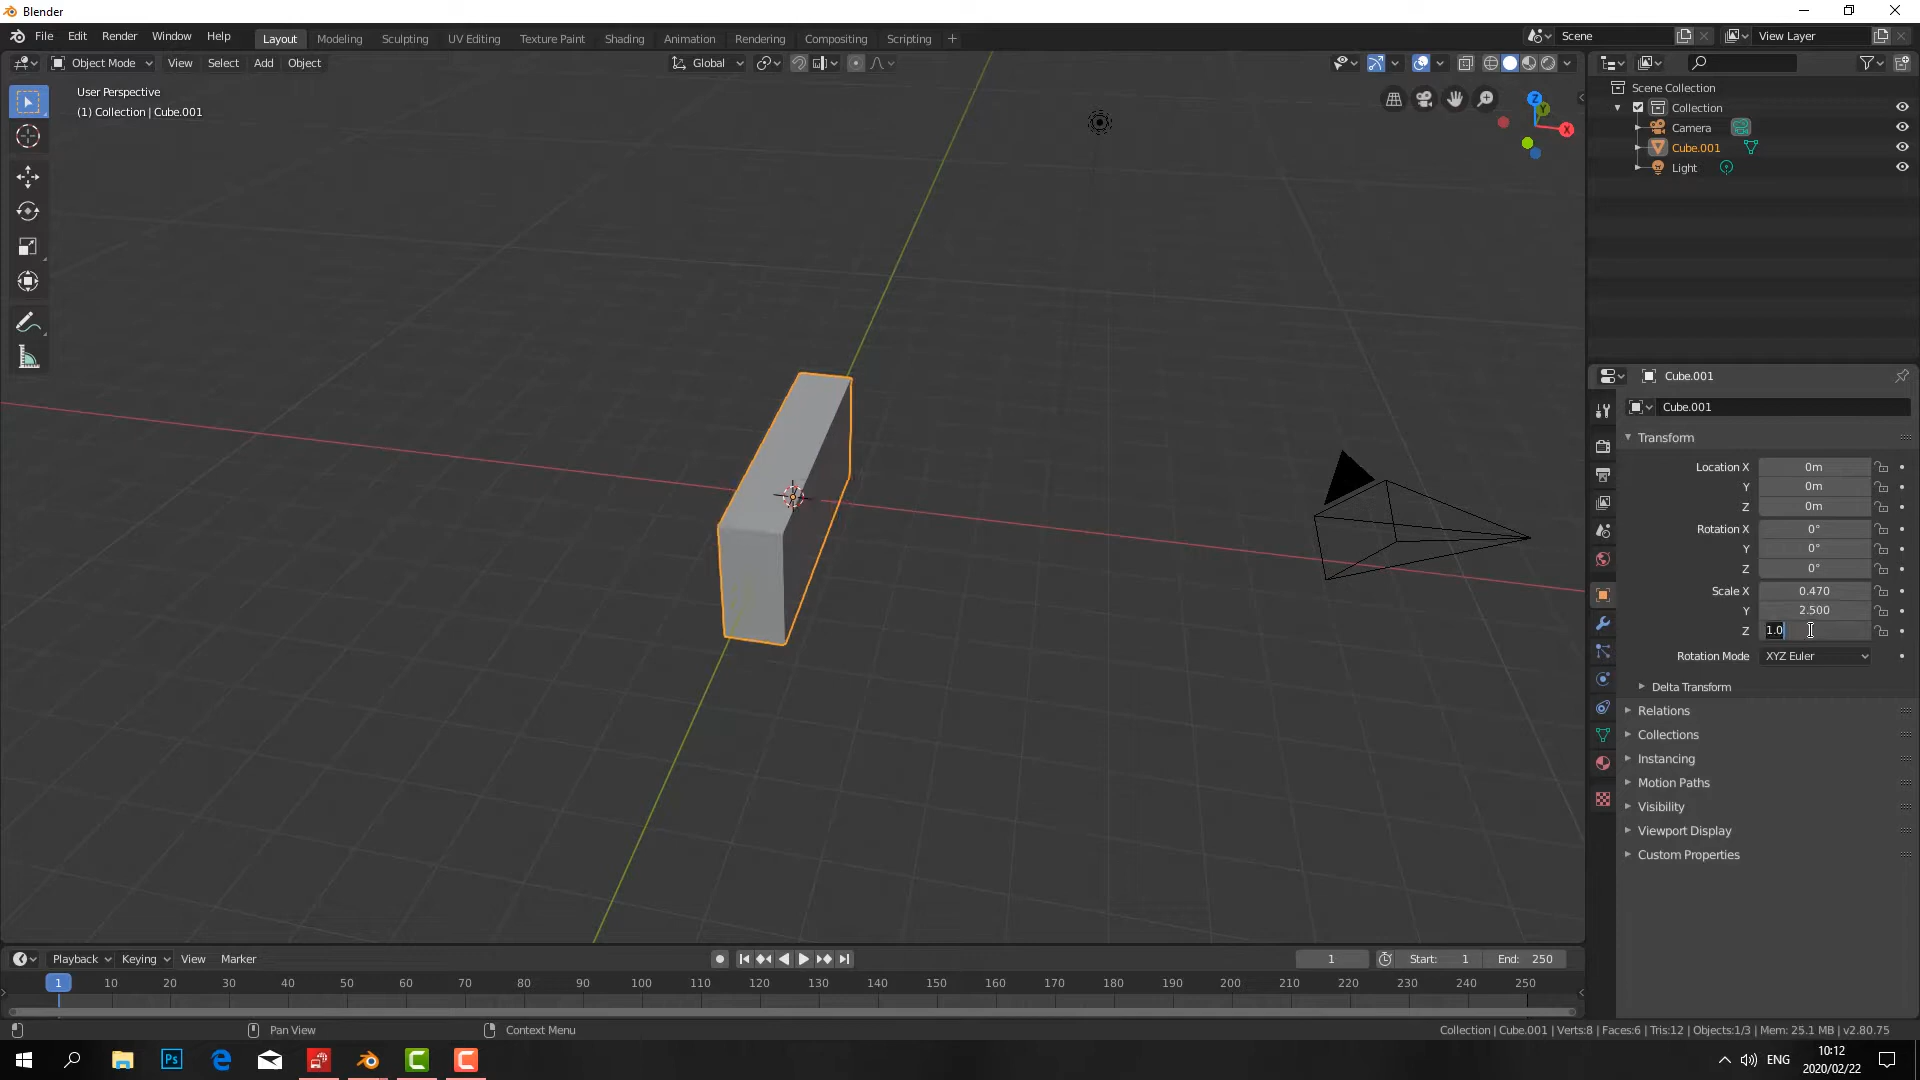 Blender
File Edit Render Window Help
Layout Modeling Sculpting UV Editing Texture Paint Shading Animation Rendering Compositing Scripting +
Scene
View Layer
Object Mode View Select Add Object
Global
User Perspective
(1) Collection | Cube.001
Z
Y
X
Scene Collection
Collection
Camera
Cube.001
Light
Cube.001
Cube.001
Transform
Location X 0m
Y 0m
Z 0m
Rotation X 0°
Y 0°
Z 0°
Scale X 0.470
Y 2.500
Z 1.0
Rotation Mode XYZ Euler
Delta Transform
Relations
Collections
Instancing
Motion Paths
Visibility
Viewport Display
Custom Properties
Playback Keying View Marker
1 Start: 1 End: 250
1 10 20 30 40 50 60 70 80 90 100 110 120 130 140 150 160 170 180 190 200 210 220 230 240 250
Pan View Context Menu
Collection | Cube.001 | Verts:8 | Faces:6 | Tris:12 | Objects:1/3 | Mem: 25.1 MB | v2.80.75
Ps
ENG
10:12
2020/02/22